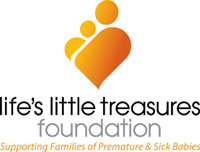 life's little treasures
foundation
Supporting Families of Premature & Sick Babies